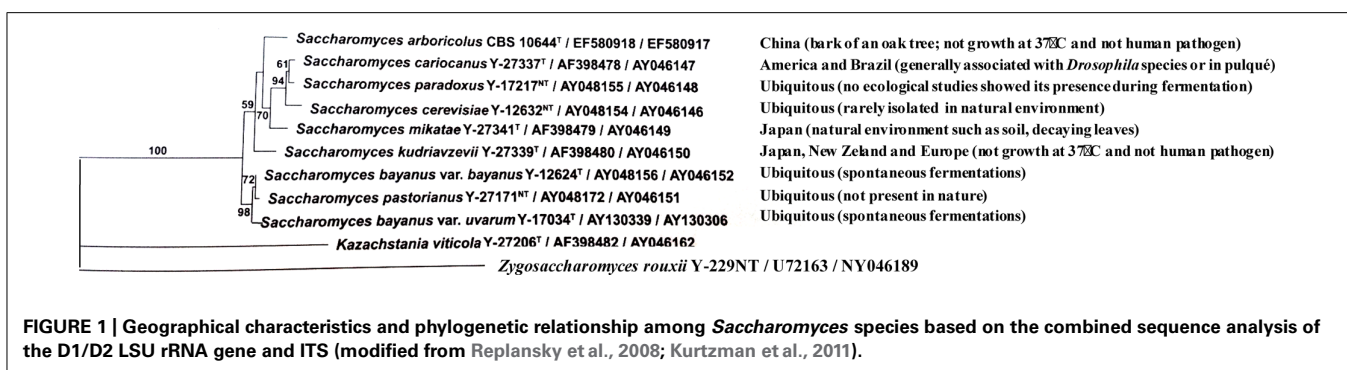 Saccharomyces arboricolus CBS 10644ᵀ / EF580918 / EF580917 China (bark of an oak tree; not growth at 37�C and not human pathogen)
61 Saccharomyces cariocanus Y-27337ᵀ / AF398478 / AY046147 America and Brazil (generally associated with Drosophila species or in pulqué)
94 Saccharomyces paradoxus Y-17217ᴺᵀ / AY048155 / AY046148 Ubiquitous (no ecological studies showed its presence during fermentation)
59 70 Saccharomyces cerevisiae Y-12632ᴺᵀ / AY048154 / AY046146 Ubiquitous (rarely isolated in natural environment)
Saccharomyces mikatae Y-27341ᵀ / AF398479 / AY046149 Japan (natural environment such as soil, decaying leaves)
100 Saccharomyces kudriavzevii Y-27339ᵀ / AF398480 / AY046150 Japan, New Zeland and Europe (not growth at 37�C and not human pathogen)
72 Saccharomyces bayanus var. bayanus Y-12624ᵀ / AY048156 / AY046152 Ubiquitous (spontaneous fermentations)
Saccharomyces pastorianus Y-27171ᴺᵀ / AY048172 / AY046151 Ubiquitous (not present in nature)
98 Saccharomyces bayanus var. uvarum Y-17034ᵀ / AY130339 / AY130306 Ubiquitous (spontaneous fermentations)
Kazachstania viticola Y-27206ᵀ / AF398482 / AY046162
Zygosaccharomyces rouxii Y-229NT / U72163 / NY046189
FIGURE 1 | Geographical characteristics and phylogenetic relationship among Saccharomyces species based on the combined sequence analysis of
the D1/D2 LSU rRNA gene and ITS (modified from Replansky et al., 2008; Kurtzman et al., 2011).